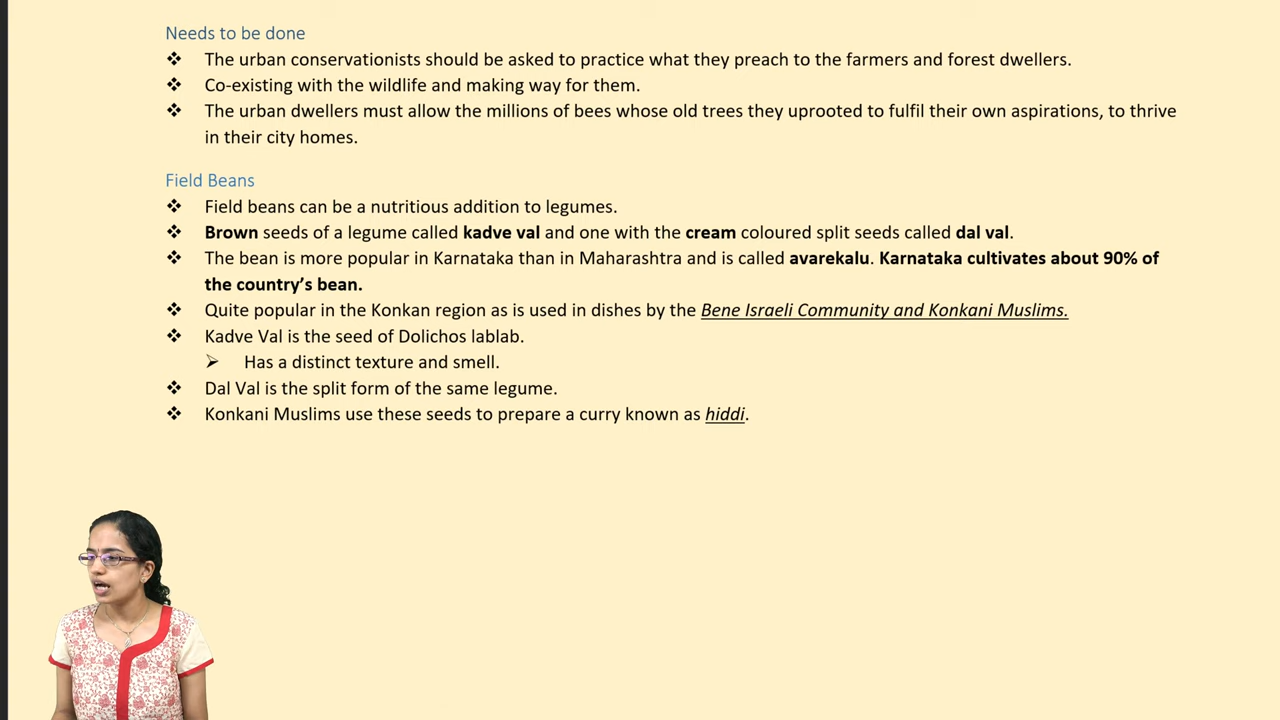 Needs to be done
❖ The urban conservationists should be asked to practice what they preach to the farmers and forest dwellers.
❖ Co-existing with the wildlife and making way for them.
❖ The urban dwellers must allow the millions of bees whose old trees they uprooted to fulfil their own aspirations, to thrive
in their city homes.
Field Beans
❖ Field beans can be a nutritious addition to legumes.
❖ Brown seeds of a legume called kadve val and one with the cream coloured split seeds called dal val.
❖ The bean is more popular in Karnataka than in Maharashtra and is called avarekalu. Karnataka cultivates about 90% of
the country’s bean.
❖ Quite popular in the Konkan region as is used in dishes by the Bene Israeli Community and Konkani Muslims.
❖ Kadve Val is the seed of Dolichos lablab.
➢ Has a distinct texture and smell.
❖ Dal Val is the split form of the same legume.
❖ Konkani Muslims use these seeds to prepare a curry known as hiddi.